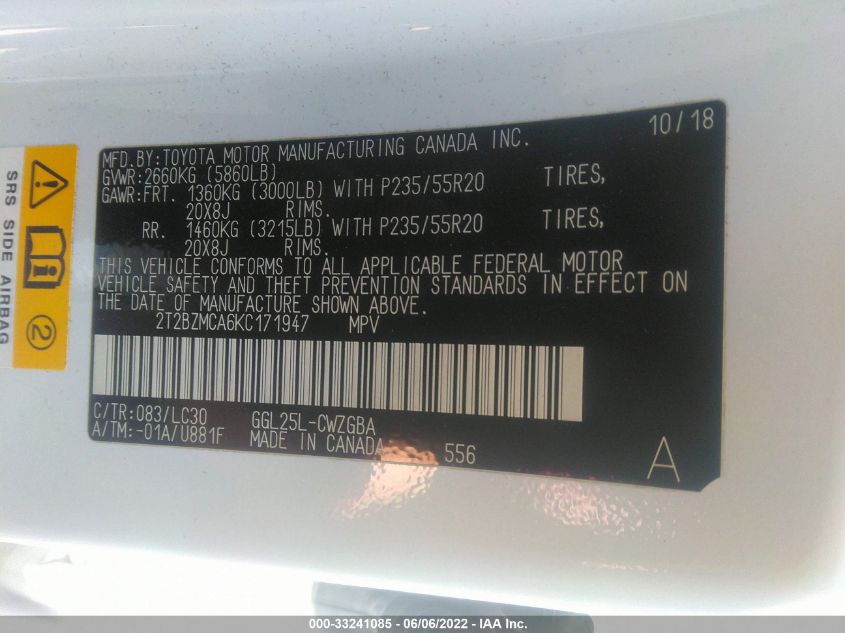 10/18
MFD.BY:TOYOTA MOTOR MANUFACTURING CANADA INC.
GVWR:2660KG (5860LB)
GAWR:FRT. 1360KG (3000LB) WITH P235/55R20 TIRES,
20X8J RIMS.
RR. 1460KG (3215LB) WITH P235/55R20 TIRES,
20X8J RIMS.
THIS VEHICLE CONFORMS TO ALL APPLICABLE FEDERAL MOTOR
VEHICLE SAFETY AND THEFT PREVENTION STANDARDS IN EFFECT ON
THE DATE OF MANUFACTURE SHOWN ABOVE.
2T2BZMCA6KC171947 MPV
C/TR:083/LC30 GGL25L-CWZGBA
A/TM:-01A/U881F MADE IN CANADA 556
A
SRS SIDE AIRBAG
2
000-33241085 - 06/06/2022 - IAA Inc.